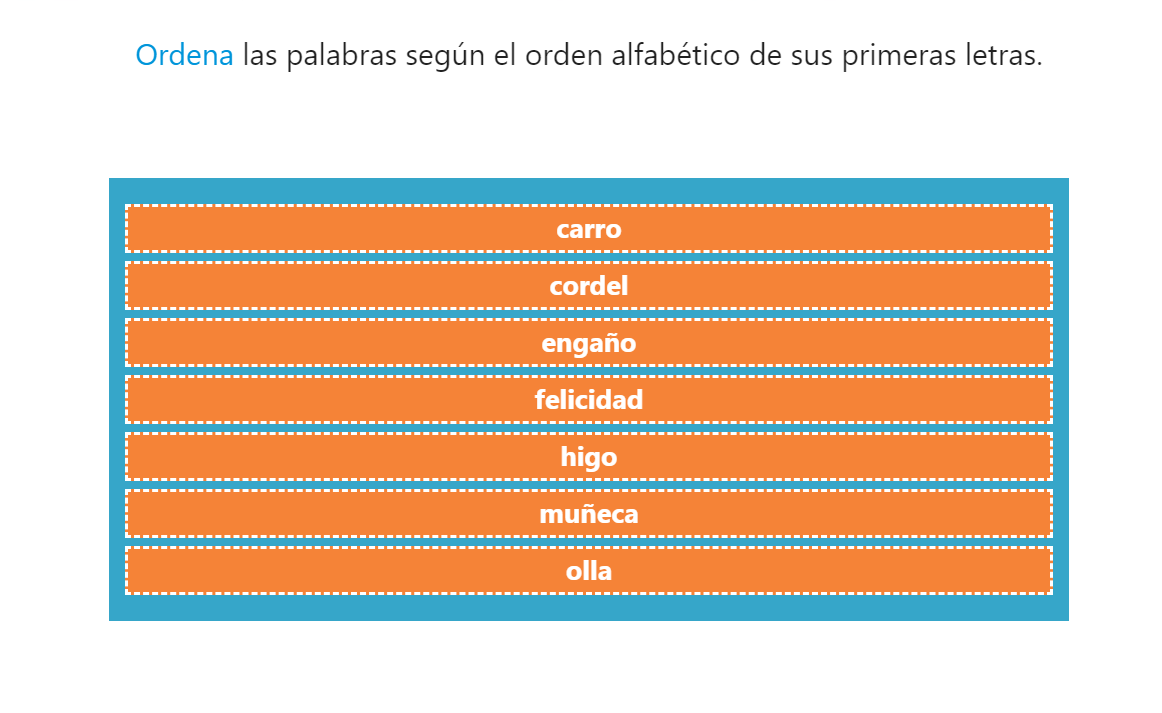 Ordena las palabras según el orden alfabético de sus primeras letras.
carro
cordel
engaño
felicidad
higo
muñeca
olla